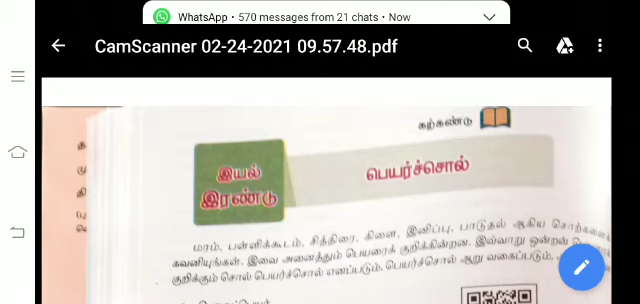 WhatsApp • 570 messages from 21 chats • Now
CamScanner 02-24-2021 09.57.48.pdf
கற்கண்டு
இயல்
இரண்டு
பெயர்ச்சொல்
மரம், பள்ளிக்கூடம், சித்திரை, கிளை, இனிப்பு, பாடுதல் ஆகிய சொற்களைக்
கவனியுங்கள். இவை அனைத்தும் பெயரைக் குறிக்கின்றன. இவ்வாறு ஒன்றன்
குறிக்கும் சொல் பெயர்ச்சொல் எனப்படும். பெயர்ச்சொல் ஆறு வகைப்படும்.